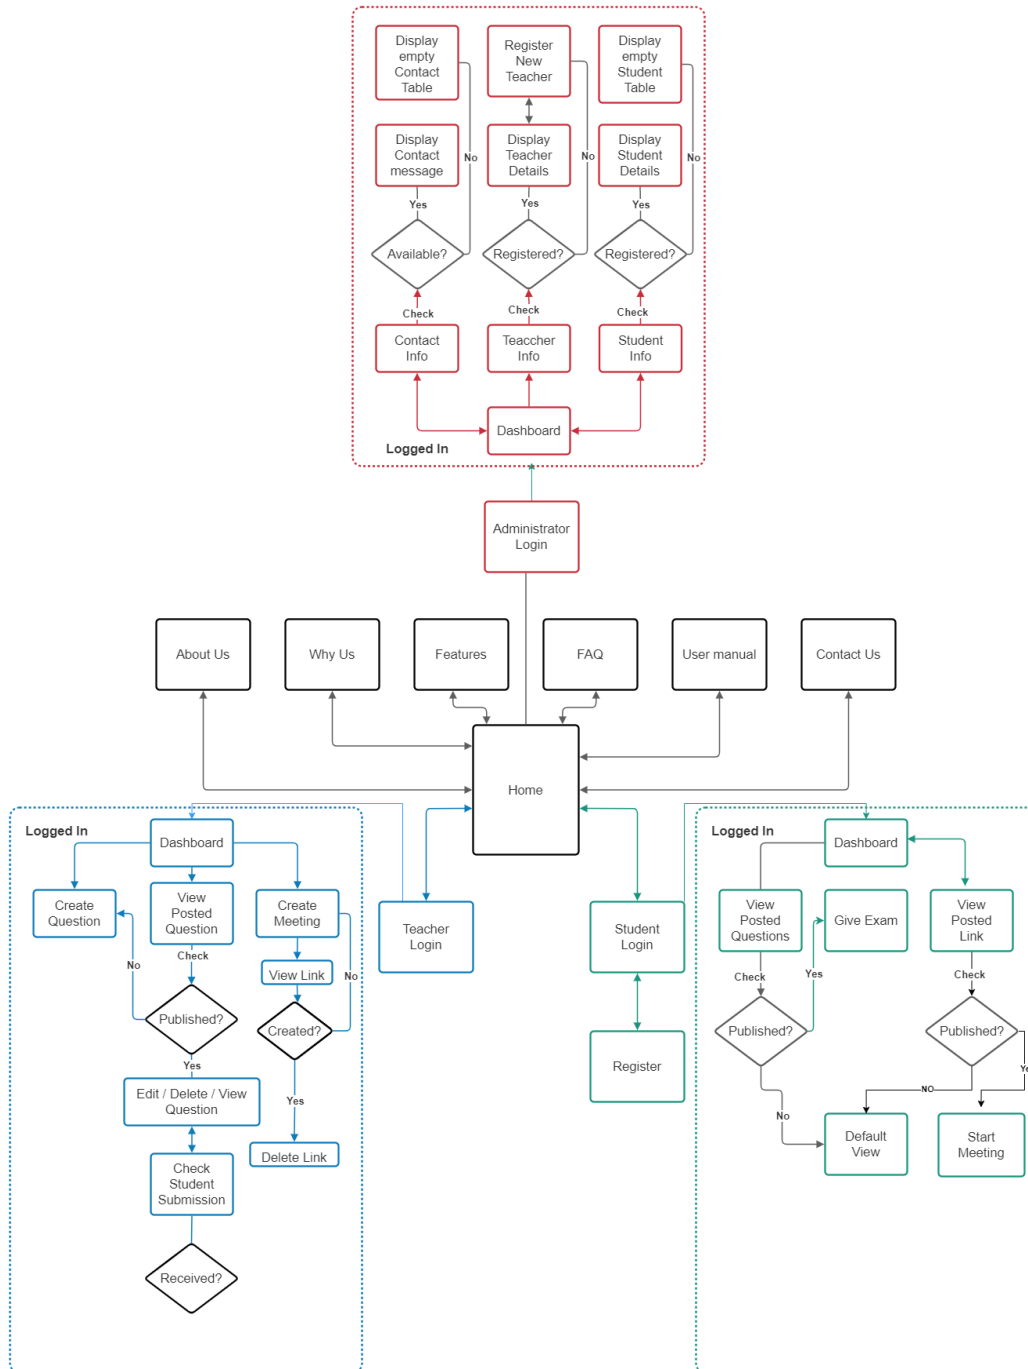 Display
empty
Contact
Table
Register
New
Teacher
Display
empty
Student
Table
Display
Contact
message
No
Display
Teacher
Details
No
Display
Student
Details
No
Yes
Yes
Yes
Available?
Registered?
Registered?
Check
Check
Check
Contact
Info
Teaccher
Info
Student
Info
Dashboard
Logged In
Administrator
Login
About Us
Why Us
Features
FAQ
User manual
Contact Us
Home
Logged In
Dashboard
Create
Question
View
Posted
Question
Create
Meeting
No
Check
View Link
No
Published?
Created?
Yes
Edit / Delete / View
Question
Yes
Delete Link
Check
Student
Submission
Received?
Teacher
Login
Student
Login
Register
Logged In
Dashboard
View
Posted
Questions
Give Exam
View
Posted
Link
Check
Yes
Check
Published?
Published?
Ye
NO
No
Default
View
Start
Meeting